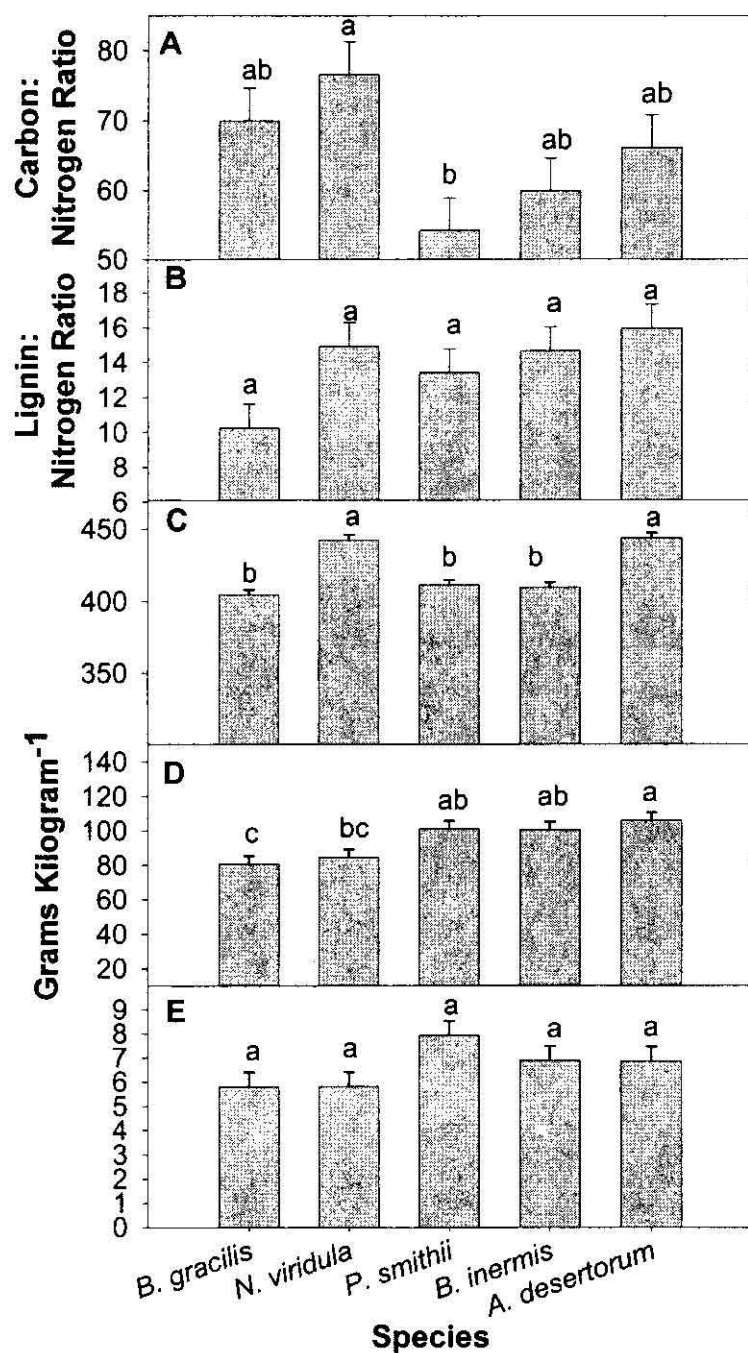 Carbon:
Nitrogen Ratio
A
80
70
60
50
ab
a
b
ab
ab
Lignin:
Nitrogen Ratio
B
18
16
14
12
10
8
6
a
a
a
a
a
Grams Kilogram-1
C
450
400
350
b
a
b
b
a
D
140
120
100
80
60
40
20
c
bc
ab
ab
a
E
9
8
7
6
5
4
3
2
1
0
a
a
a
a
a
B. gracilis
N. viridula
P. smithii
B. inermis
A. desertorum
Species